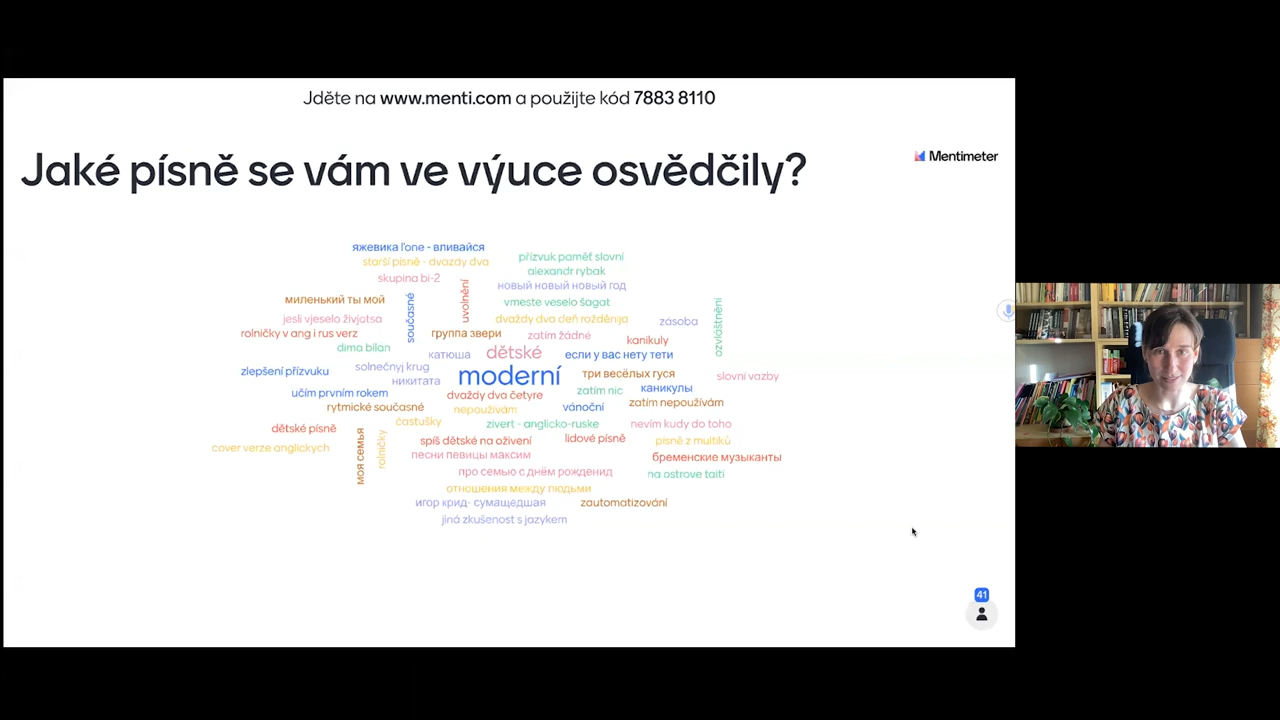 Jděte na www.menti.com a použijte kód 7883 8110
Jaké písně se vám ve výuce osvědčily?
Mentimeter
яжевика l'one - вливайся
starší pisně - dvazdy dva
přízvuk paměť slovní
skupina bi-2
alexandr rybak
uvolnění
новый новый новый год
миленький ты мой
současné
vmeste veselo šagat
ozvláštnění
jesli vjeselo živjotsa
dvaždy dva deň rožděnija
zásoba
rolničky v ang i rus verz
группа звери
zatím žádné
kanikuly
dima bilan
катюша
dětské
если у вас нету тети
zlepšení přízvuku
solnečnyj krug
moderní
три весёлых гуся
slovní vazby
никитата
zatím nic
каникулы
učím prvním rokem
dvaždy dva četyre
rytmické současné
nepoužívám
vánoční
zatím nepoužívám
častušky
zivert - anglicko-ruske
nevím kudy do toho
dětské písně
моя семья
rolničky
spíš dětské na oživení
lidové písně
písně z multiků
cover verze anglických
песни певицы максим
бременские музыканты
про семью с днём рожденид
na ostrove taiti
отношения между людьми
игор крид- сумащедшая
zautomatizování
jiná zkušenost s jazykem
41